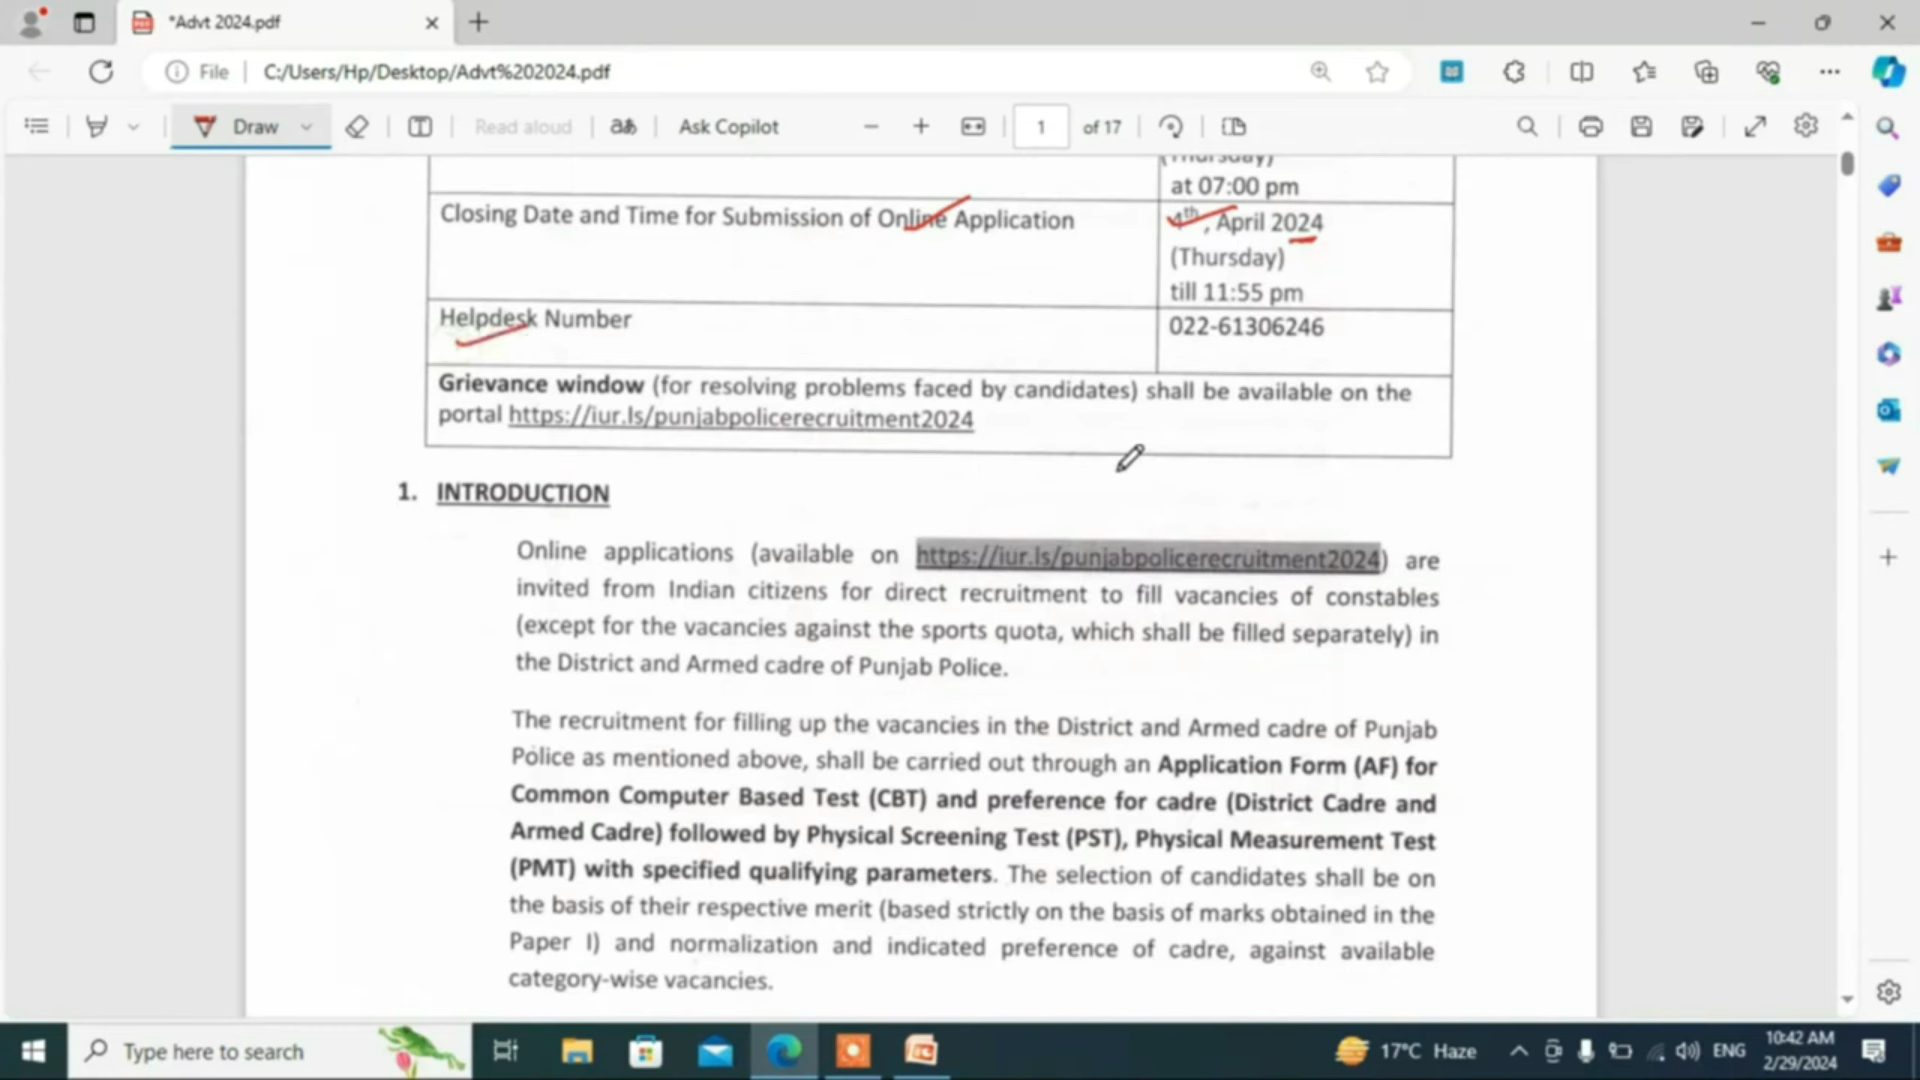 *Advt 2024.pdf
File
C:/Users/Hp/Desktop/Advt%202024.pdf
Draw
Read aloud
aあ
Ask Copilot
1
of 17
(Thursday)
at 07:00 pm
Closing Date and Time for Submission of Online Application
4th, April 2024
(Thursday)
till 11:55 pm
Helpdesk Number
022-61306246
Grievance window (for resolving problems faced by candidates) shall be available on the
portal https://iur.ls/punjabpolicerecruitment2024
1. INTRODUCTION
Online applications (available on https://iur.ls/punjabpolicerecruitment2024) are
invited from Indian citizens for direct recruitment to fill vacancies of constables
(except for the vacancies against the sports quota, which shall be filled separately) in
the District and Armed cadre of Punjab Police.
The recruitment for filling up the vacancies in the District and Armed cadre of Punjab
Police as mentioned above, shall be carried out through an Application Form (AF) for
Common Computer Based Test (CBT) and preference for cadre (District Cadre and
Armed Cadre) followed by Physical Screening Test (PST), Physical Measurement Test
(PMT) with specified qualifying parameters. The selection of candidates shall be on
the basis of their respective merit (based strictly on the basis of marks obtained in the
Paper I) and normalization and indicated preference of cadre, against available
category-wise vacancies.
Type here to search
17°C Haze
ENG
10:42 AM
2/29/2024